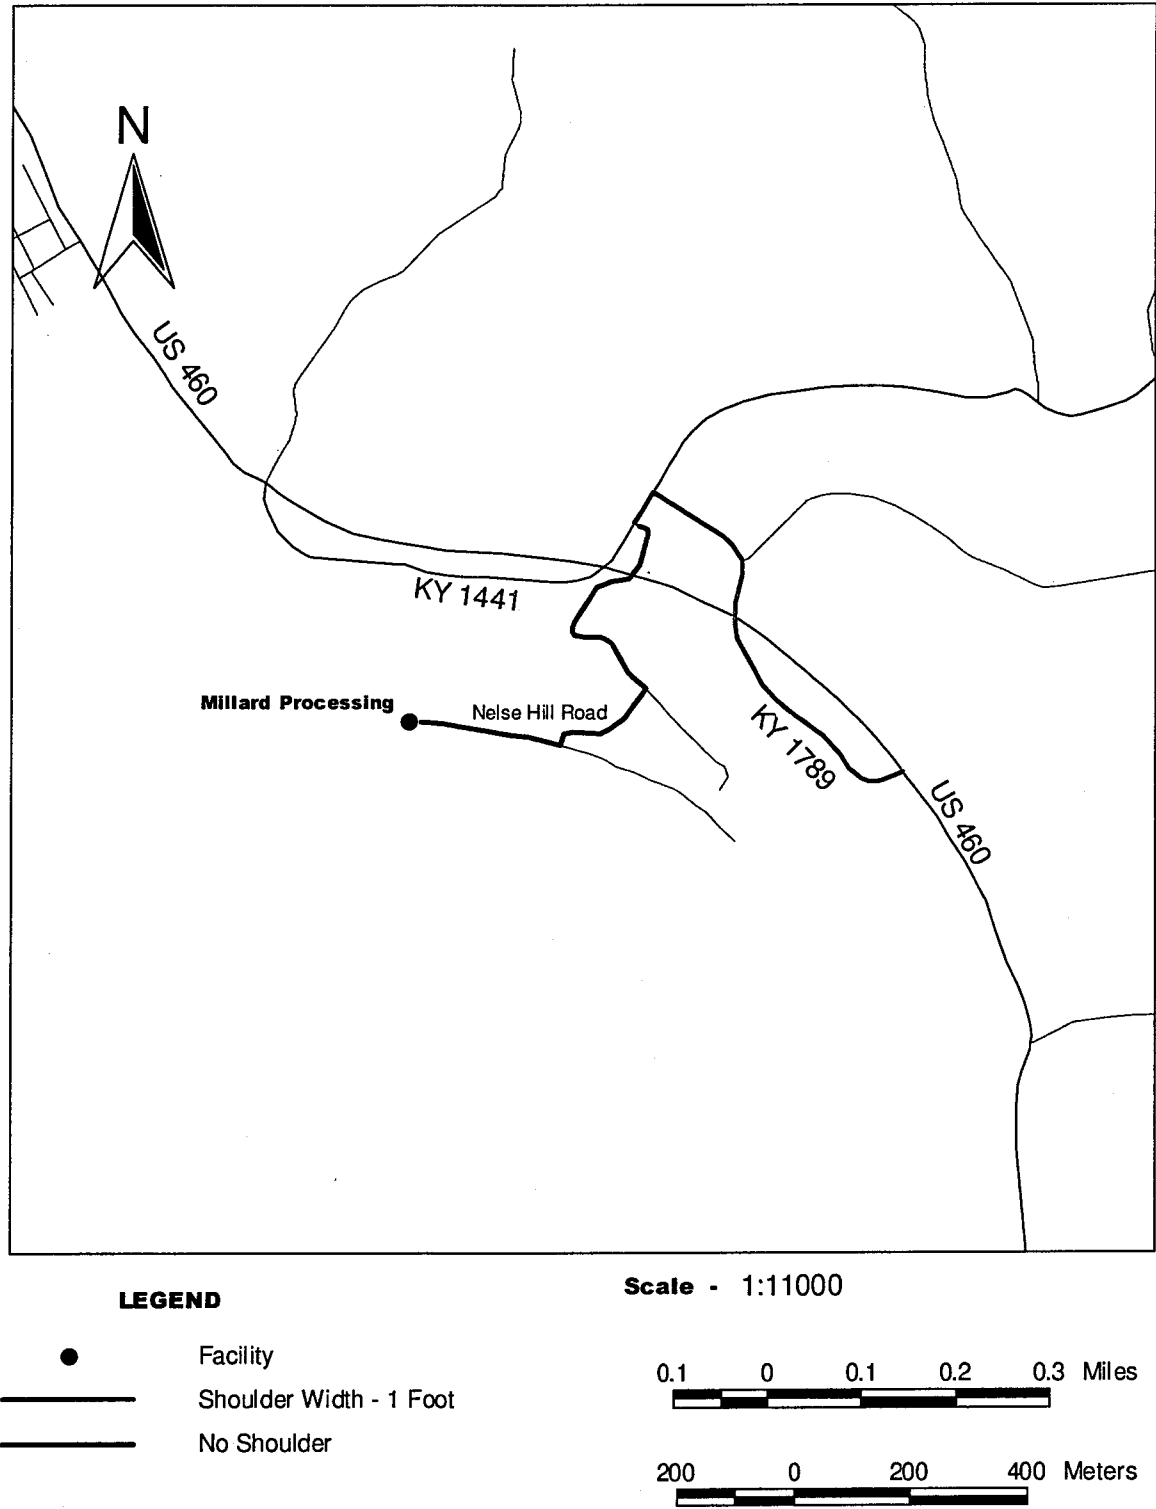 N
US 460
KY 1441
Millard Processing
Nelse Hill Road
KY 1789
US 460
Scale - 1:11000
LEGEND
Facility
Shoulder Width - 1 Foot
No Shoulder
0.1 0 0.1 0.2 0.3 Miles
200 0 200 400 Meters